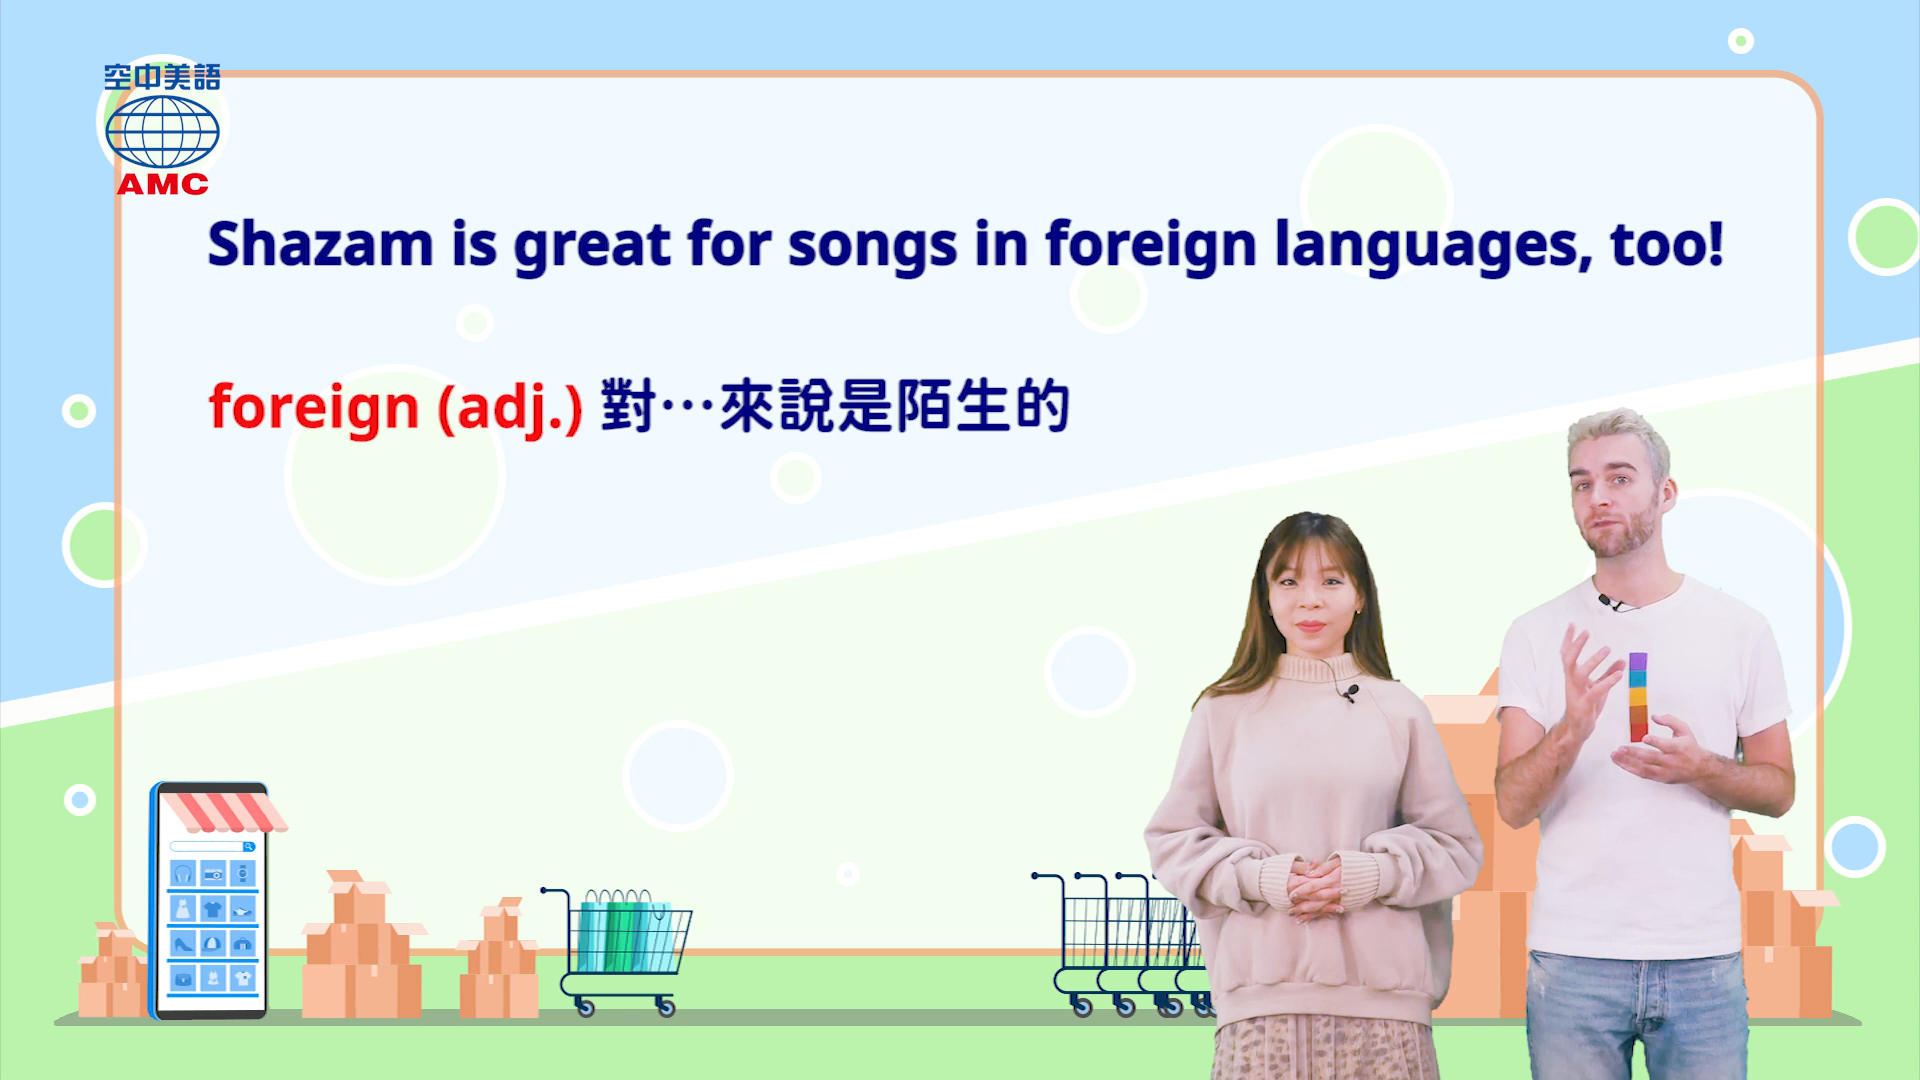 空中美語
AMC
Shazam is great for songs in foreign languages, too!
foreign (adj.) 對…來說是陌生的